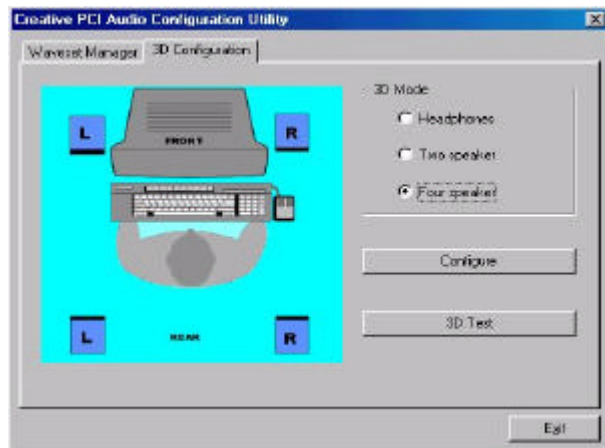 Creative PCI Audio Configuration Utility
Waveset Manager
3D Configuration
L
FRONT
R
3D Mode
Headphones
Two speaker
Four speaker
Configure
3D Test
L
REAR
R
Exit